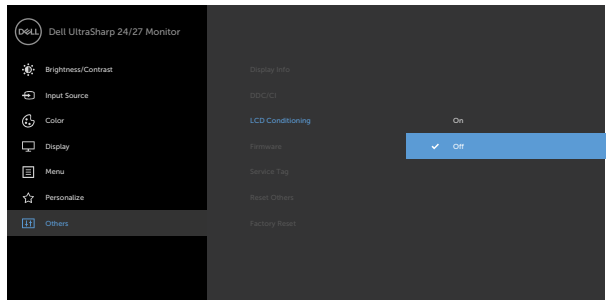 DELL Dell UltraSharp 24/27 Monitor
Brightness/Contrast
Display Info
Input Source
DDC/CI
Color
LCD Conditioning
On
Display
Firmware
Off
Menu
Service Tag
Personalize
Reset Others
Others
Factory Reset